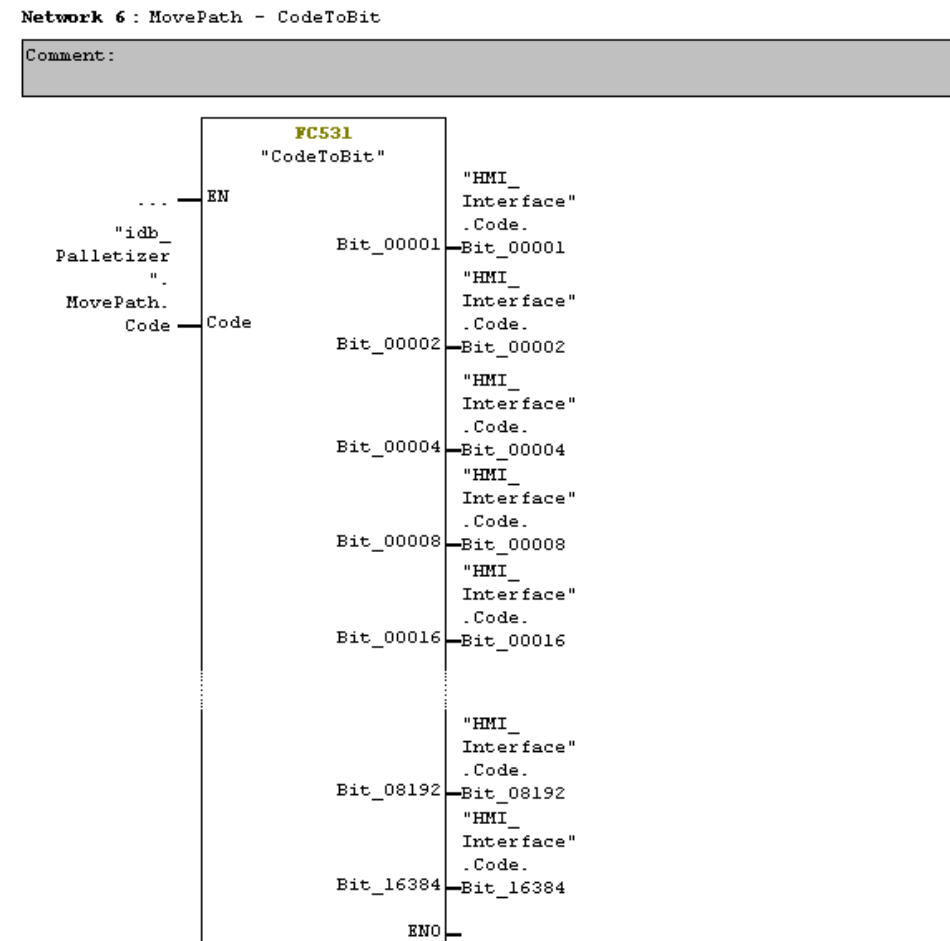 Network 6 : MovePath - CodeToBit
Comment:
FC531
"CodeToBit"
... EN
"idb_
Palletizer
".
MovePath.
Code Code
"HMI_
Interface"
.Code.
Bit_00001 Bit_00001
"HMI_
Interface"
.Code.
Bit_00002 Bit_00002
"HMI_
Interface"
.Code.
Bit_00004 Bit_00004
"HMI_
Interface"
.Code.
Bit_00008 Bit_00008
"HMI_
Interface"
.Code.
Bit_00016 Bit_00016
"HMI_
Interface"
.Code.
Bit_08192 Bit_08192
"HMI_
Interface"
.Code.
Bit_16384 Bit_16384
ENO